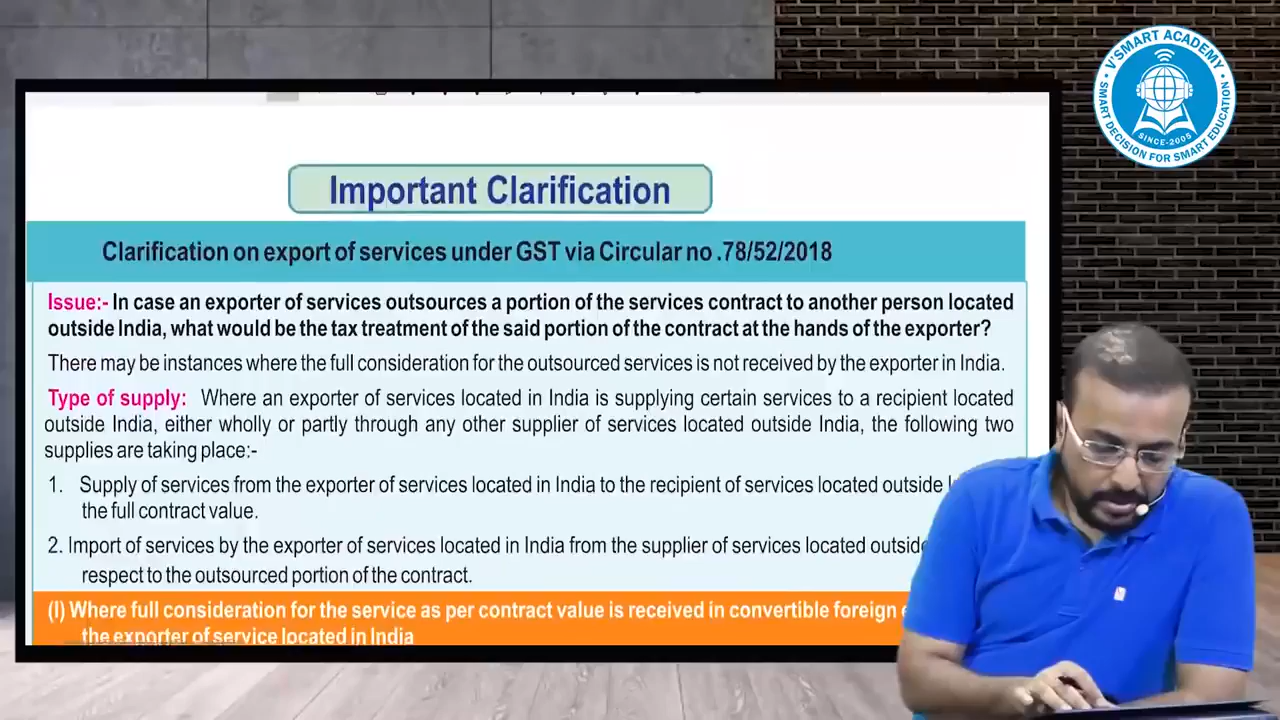 V'SMART ACADEMY
SMART DECISION FOR SMART EDUCATION
SINCE-2005
Important Clarification
Clarification on export of services under GST via Circular no .78/52/2018
Issue:- In case an exporter of services outsources a portion of the services contract to another person located
outside India, what would be the tax treatment of the said portion of the contract at the hands of the exporter?
There may be instances where the full consideration for the outsourced services is not received by the exporter in India.
Type of supply: Where an exporter of services located in India is supplying certain services to a recipient located
outside India, either wholly or partly through any other supplier of services located outside India, the following two
supplies are taking place:-
1. Supply of services from the exporter of services located in India to the recipient of services located outside
the full contract value.
2. Import of services by the exporter of services located in India from the supplier of services located outside
respect to the outsourced portion of the contract.
(I) Where full consideration for the service as per contract value is received in convertible foreign
the exporter of service located in India